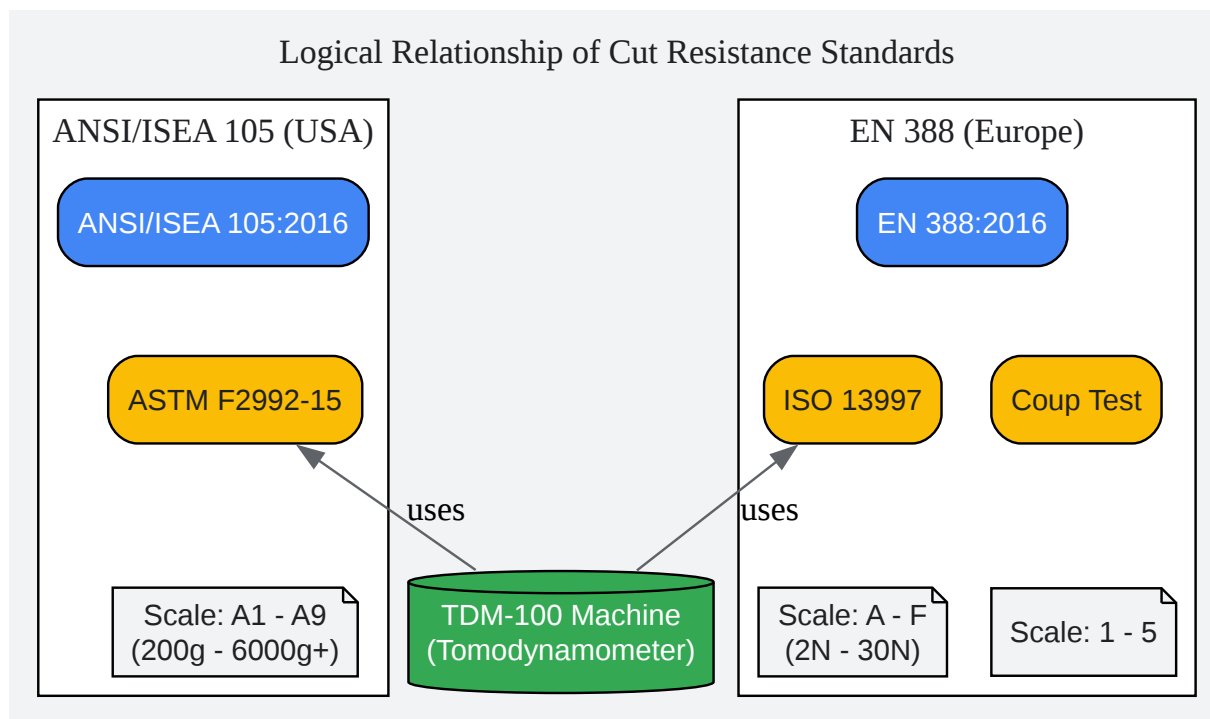 Logical Relationship of Cut Resistance Standards
ANSI/ISEA 105 (USA)
ANSI/ISEA 105:2016
ASTM F2992-15
uses
Scale: A1 - A9
(200g - 6000g+)
TDM-100 Machine
(Tomodynamometer)
EN 388 (Europe)
EN 388:2016
ISO 13997
Coup Test
uses
Scale: A - F
(2N - 30N)
Scale: 1 - 5